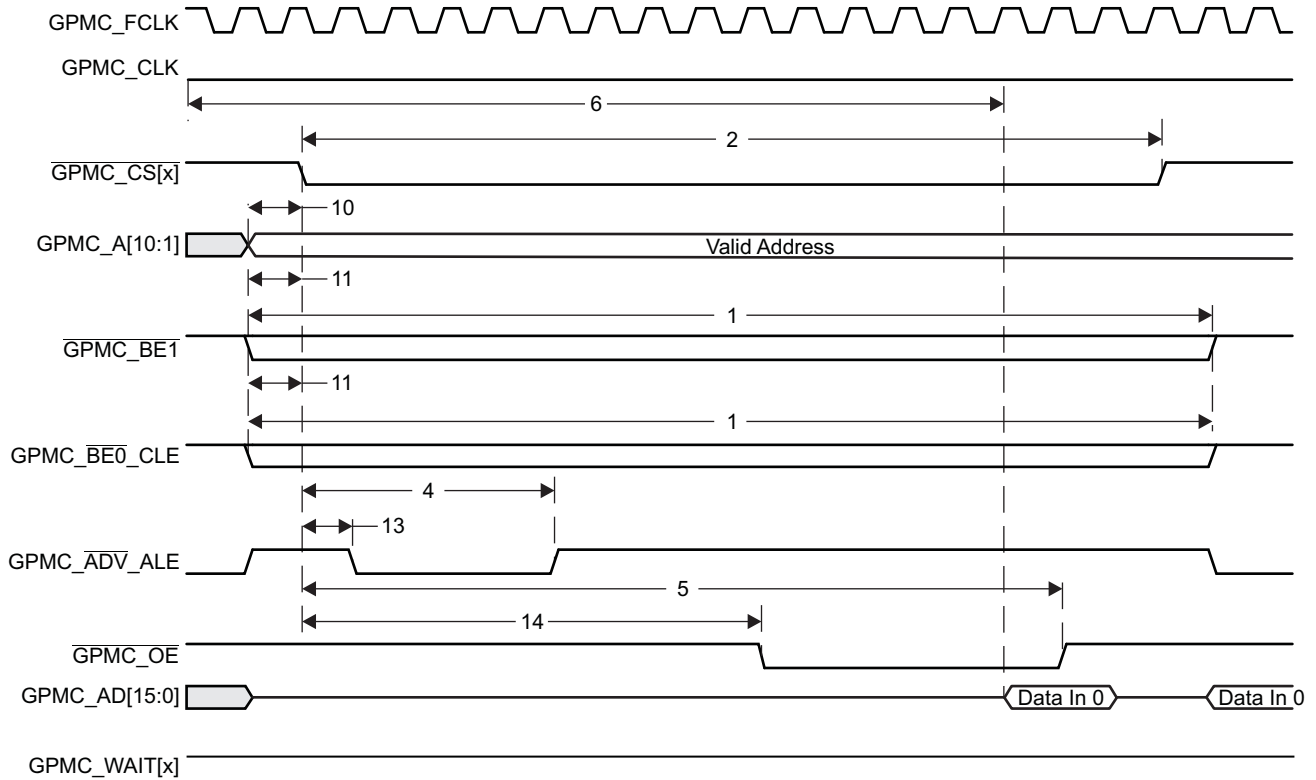 GPMC_FCLK
GPMC_CLK
6
2
GPMC_CS[x]
10
GPMC_A[10:1]
Valid Address
11
1
GPMC_BE1
11
1
GPMC_BE0_CLE
4
13
GPMC_ADV_ALE
5
14
GPMC_OE
GPMC_AD[15:0]
Data In 0
Data In 0
GPMC_WAIT[x]